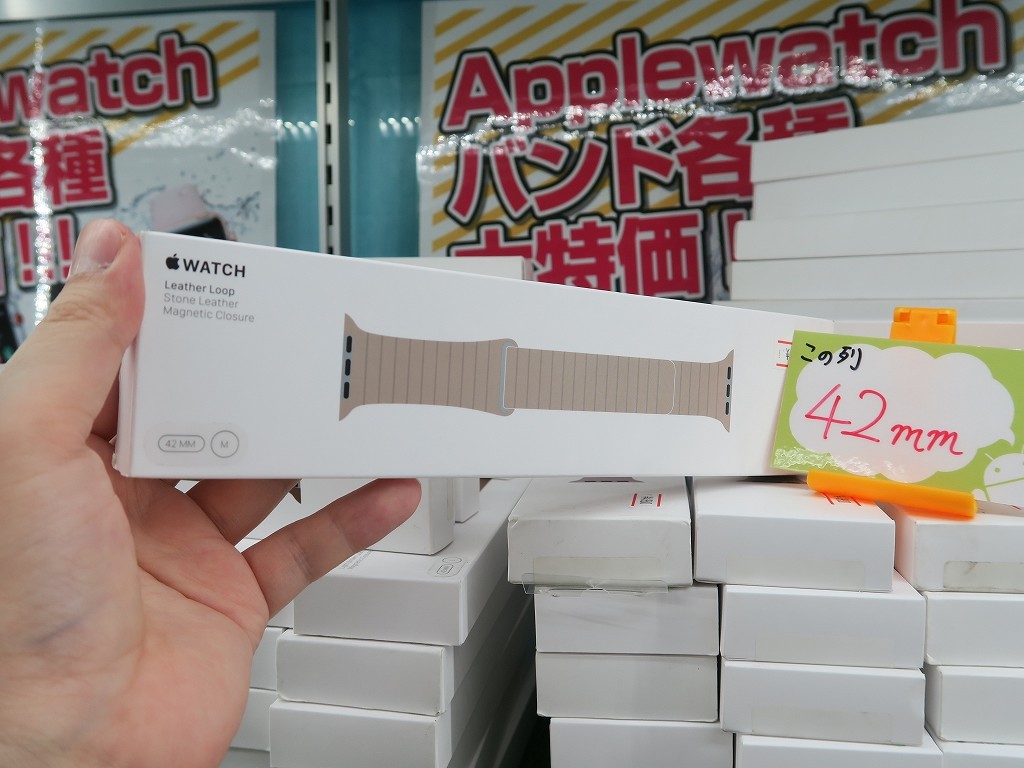 watch
各種
!!!
Applewatch
バンド各種
大特価!
WATCH
Leather Loop
Stone Leather
Magnetic Closure
42 MM M
この列
42mm